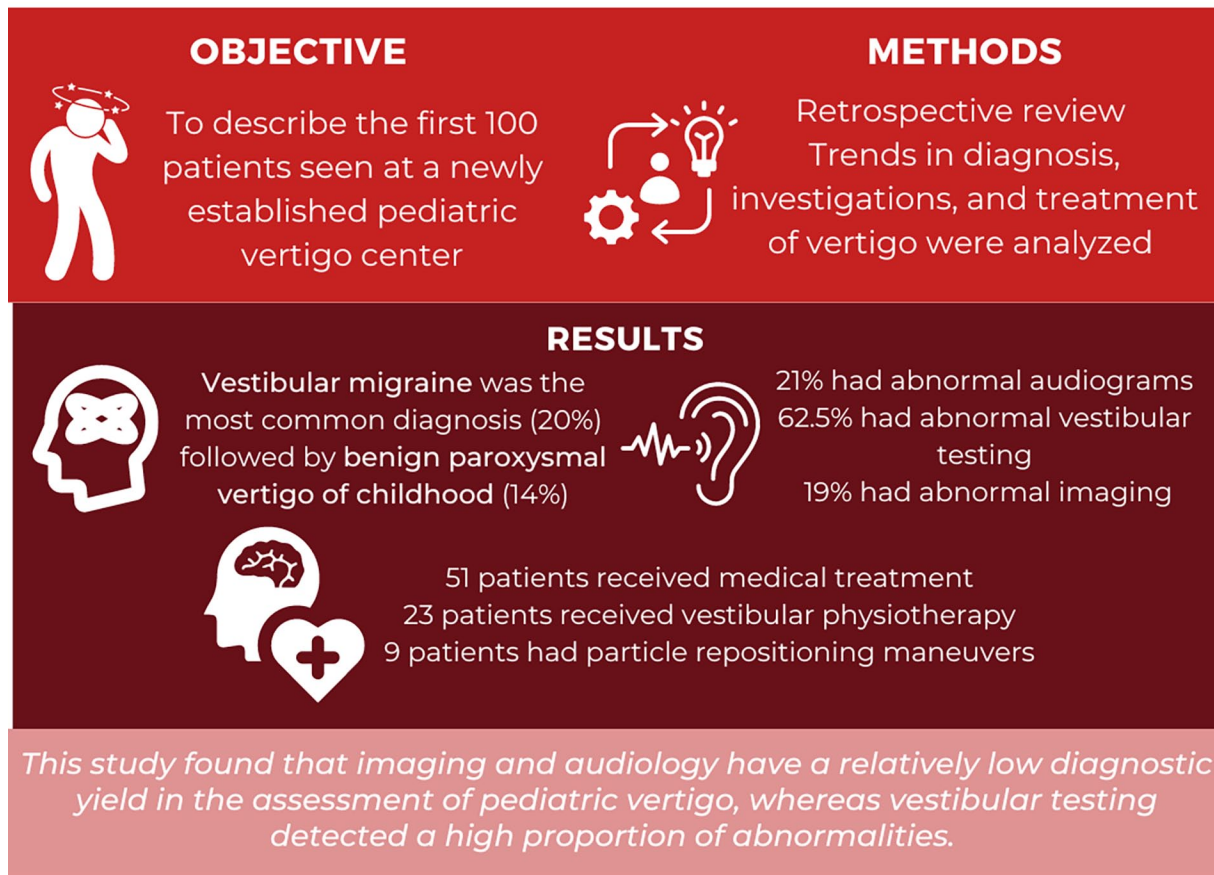 OBJECTIVE
To describe the first 100
patients seen at a newly
established pediatric
vertigo center
METHODS
Retrospective review
Trends in diagnosis,
investigations, and treatment
of vertigo were analyzed
RESULTS
Vestibular migraine was the
most common diagnosis (20%)
followed by benign paroxysmal
vertigo of childhood (14%)
21% had abnormal audiograms
62.5% had abnormal vestibular
testing
19% had abnormal imaging
51 patients received medical treatment
23 patients received vestibular physiotherapy
9 patients had particle repositioning maneuvers
This study found that imaging and audiology have a relatively low diagnostic
yield in the assessment of pediatric vertigo, whereas vestibular testing
detected a high proportion of abnormalities.